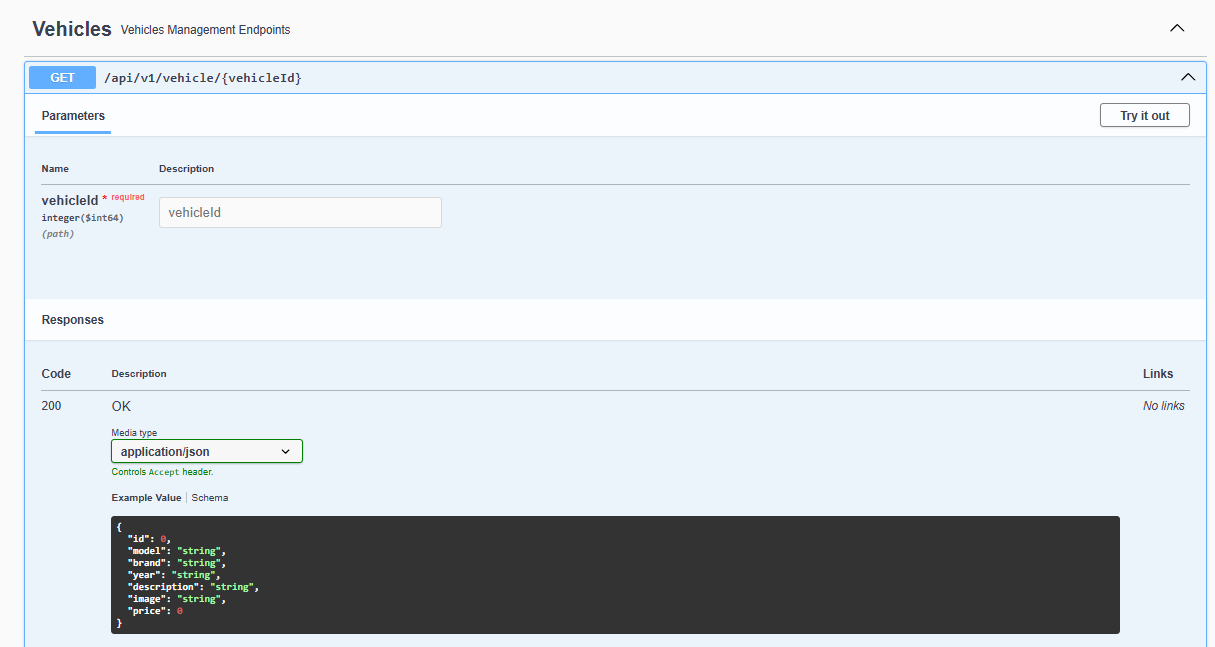 Vehicles Vehicles Management Endpoints
GET /api/v1/vehicle/{vehicleId}
Parameters Try it out
Name Description
vehicleId * required vehicleId
integer($int64)
(path)
Responses
Code Description Links
200 OK No links
Media type
application/json
Controls Accept header.
Example Value Schema
{
  "id": 0,
  "model": "string",
  "brand": "string",
  "year": "string",
  "description": "string",
  "image": "string",
  "price": 0
}